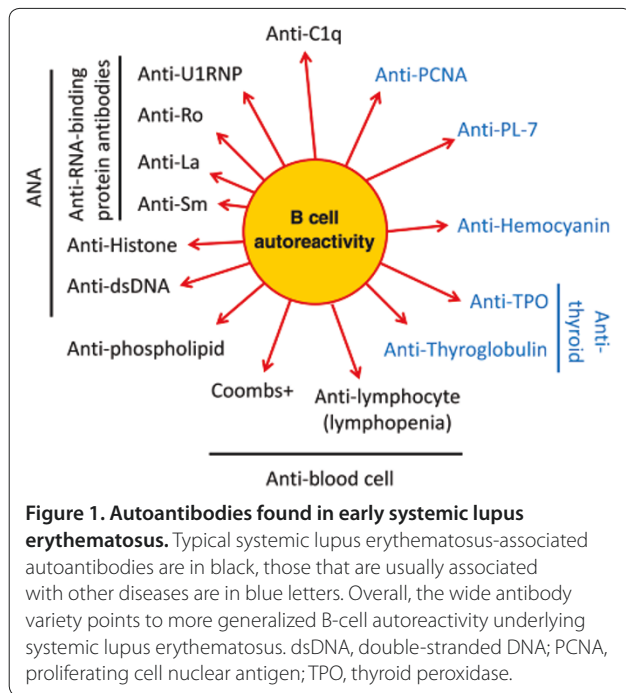 Anti-C1q
Anti-U1RNP
Anti-PCNA
Anti-Ro
Anti-PL-7
Anti-La
Anti-Sm
ANA
Anti-RNA-binding
protein antibodies
B cell
autoreactivity
Anti-Hemocyanin
Anti-Histone
Anti-dsDNA
Anti-TPO
Anti-Thyroglobulin
Anti-
thyroid
Anti-phospholipid
Coombs+
Anti-lymphocyte
(lymphopenia)
Anti-blood cell
Figure 1. Autoantibodies found in early systemic lupus
erythematosus. Typical systemic lupus erythematosus-associated
autoantibodies are in black, those that are usually associated
with other diseases are in blue letters. Overall, the wide antibody
variety points to more generalized B-cell autoreactivity underlying
systemic lupus erythematosus. dsDNA, double-stranded DNA; PCNA,
proliferating cell nuclear antigen; TPO, thyroid peroxidase.